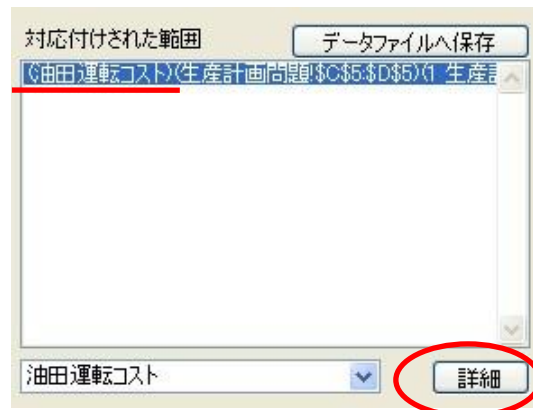 対応付けされた範囲
データファイルへ保存
(油田運転コスト)(生産計画問題!$C$5:$D$5)(1 生産
油田運転コスト
詳細